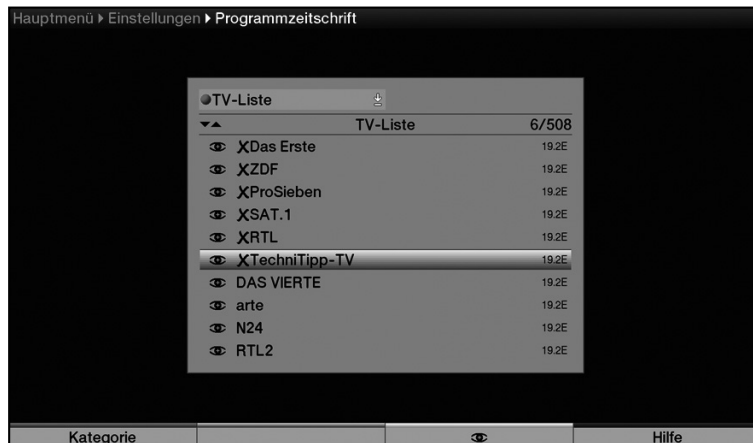 Hauptmenü Einstellungen Programmzeitschrift
TV-Liste
TV-Liste 6/508
XDas Erste 19.2E
XZDF 19.2E
XProSieben 19.2E
XSAT.1 19.2E
XRTL 19.2E
XTechniTipp-TV 19.2E
DAS VIERTE 19.2E
arte 19.2E
N24 19.2E
RTL2 19.2E
Kategorie Hilfe